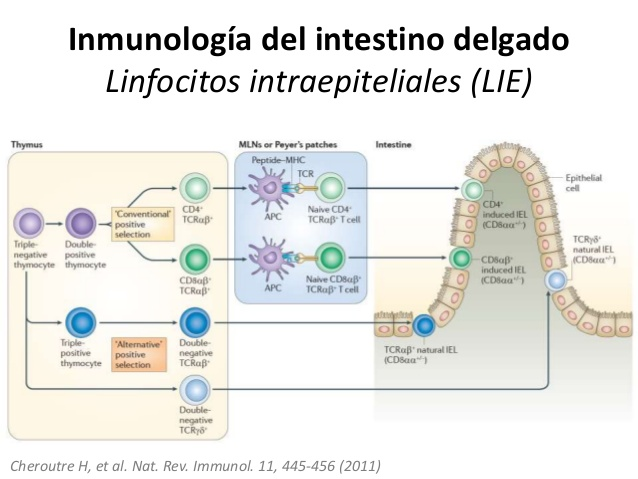 Inmunología del intestino delgado
Linfocitos intraepiteliales (LIE)
Thymus
MLNs or Peyer's patches
Intestine
Peptide–MHC
TCR
APC
Naive CD4⁺
TCRαβ⁺ T cell
CD4⁺
TCRαβ⁺
'Conventional'
positive
selection
Triple-
negative
thymocyte
Double-
positive
thymocyte
CD8αβ⁺
TCRαβ⁺
APC
Naive CD8αβ⁺
TCRαβ⁺ T cell
Epithelial
cell
CD4⁺
induced IEL
(CD8αα⁺/⁻)
CD8αβ⁺
induced IEL
(CD8αα⁺/⁻)
TCRγδ⁺
natural IEL
(CD8αα⁺/⁻)
Triple-
positive
thymocyte
'Alternative'
positive
selection
Double-
negative
TCRαβ⁺
TCRαβ⁺ natural IEL
(CD8αα⁺/⁻)
Double-
negative
TCRγδ⁺
Cheroutre H, et al. Nat. Rev. Immunol. 11, 445-456 (2011)